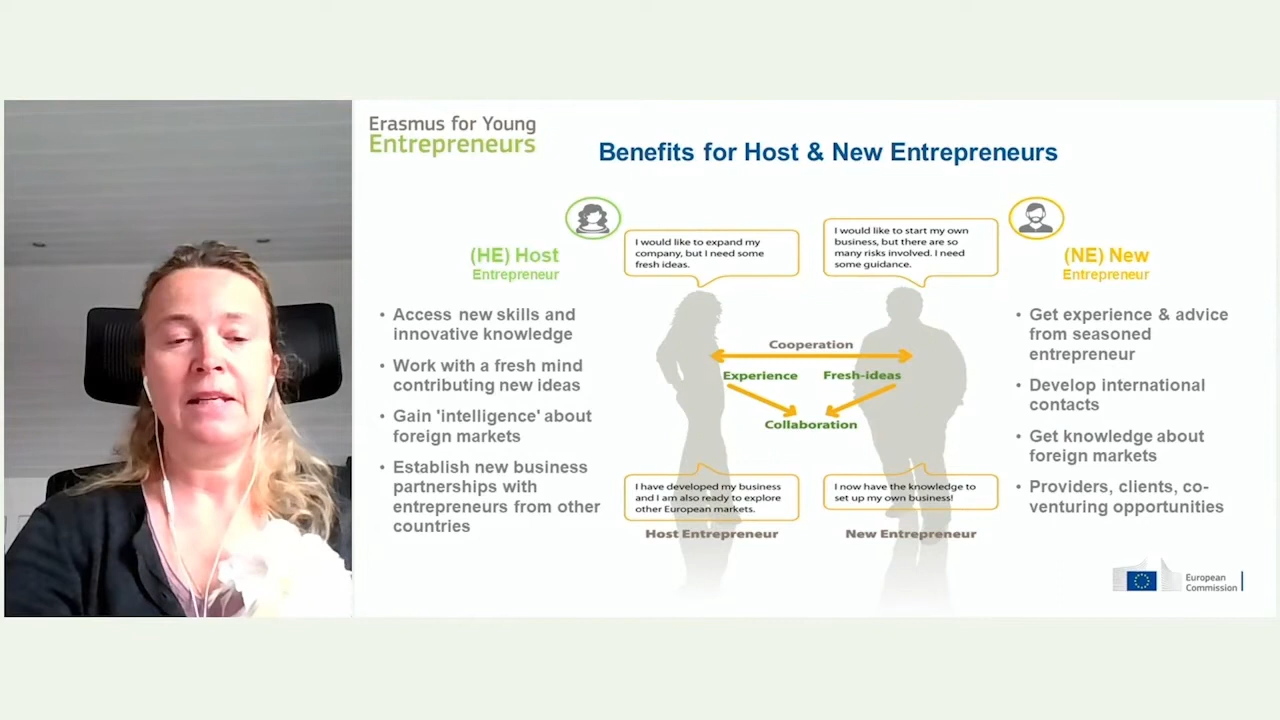 Erasmus for Young
Entrepreneurs
Benefits for Host & New Entrepreneurs
(HE) Host
Entrepreneur
• Access new skills and
innovative knowledge
• Work with a fresh mind
contributing new ideas
• Gain 'intelligence' about
foreign markets
• Establish new business
partnerships with
entrepreneurs from other
countries
I would like to expand my
company, but I need some
fresh ideas.
I would like to start my own
business, but there are so
many risks involved. I need
some guidance.
Cooperation
Experience
Fresh-ideas
Collaboration
I have developed my business
and I am also ready to explore
other European markets.
I now have the knowledge to
set up my own business!
Host Entrepreneur
New Entrepreneur
(NE) New
Entrepreneur
• Get experience & advice
from seasoned
entrepreneur
• Develop international
contacts
• Get knowledge about
foreign markets
• Providers, clients, co-
venturing opportunities
European
Commission